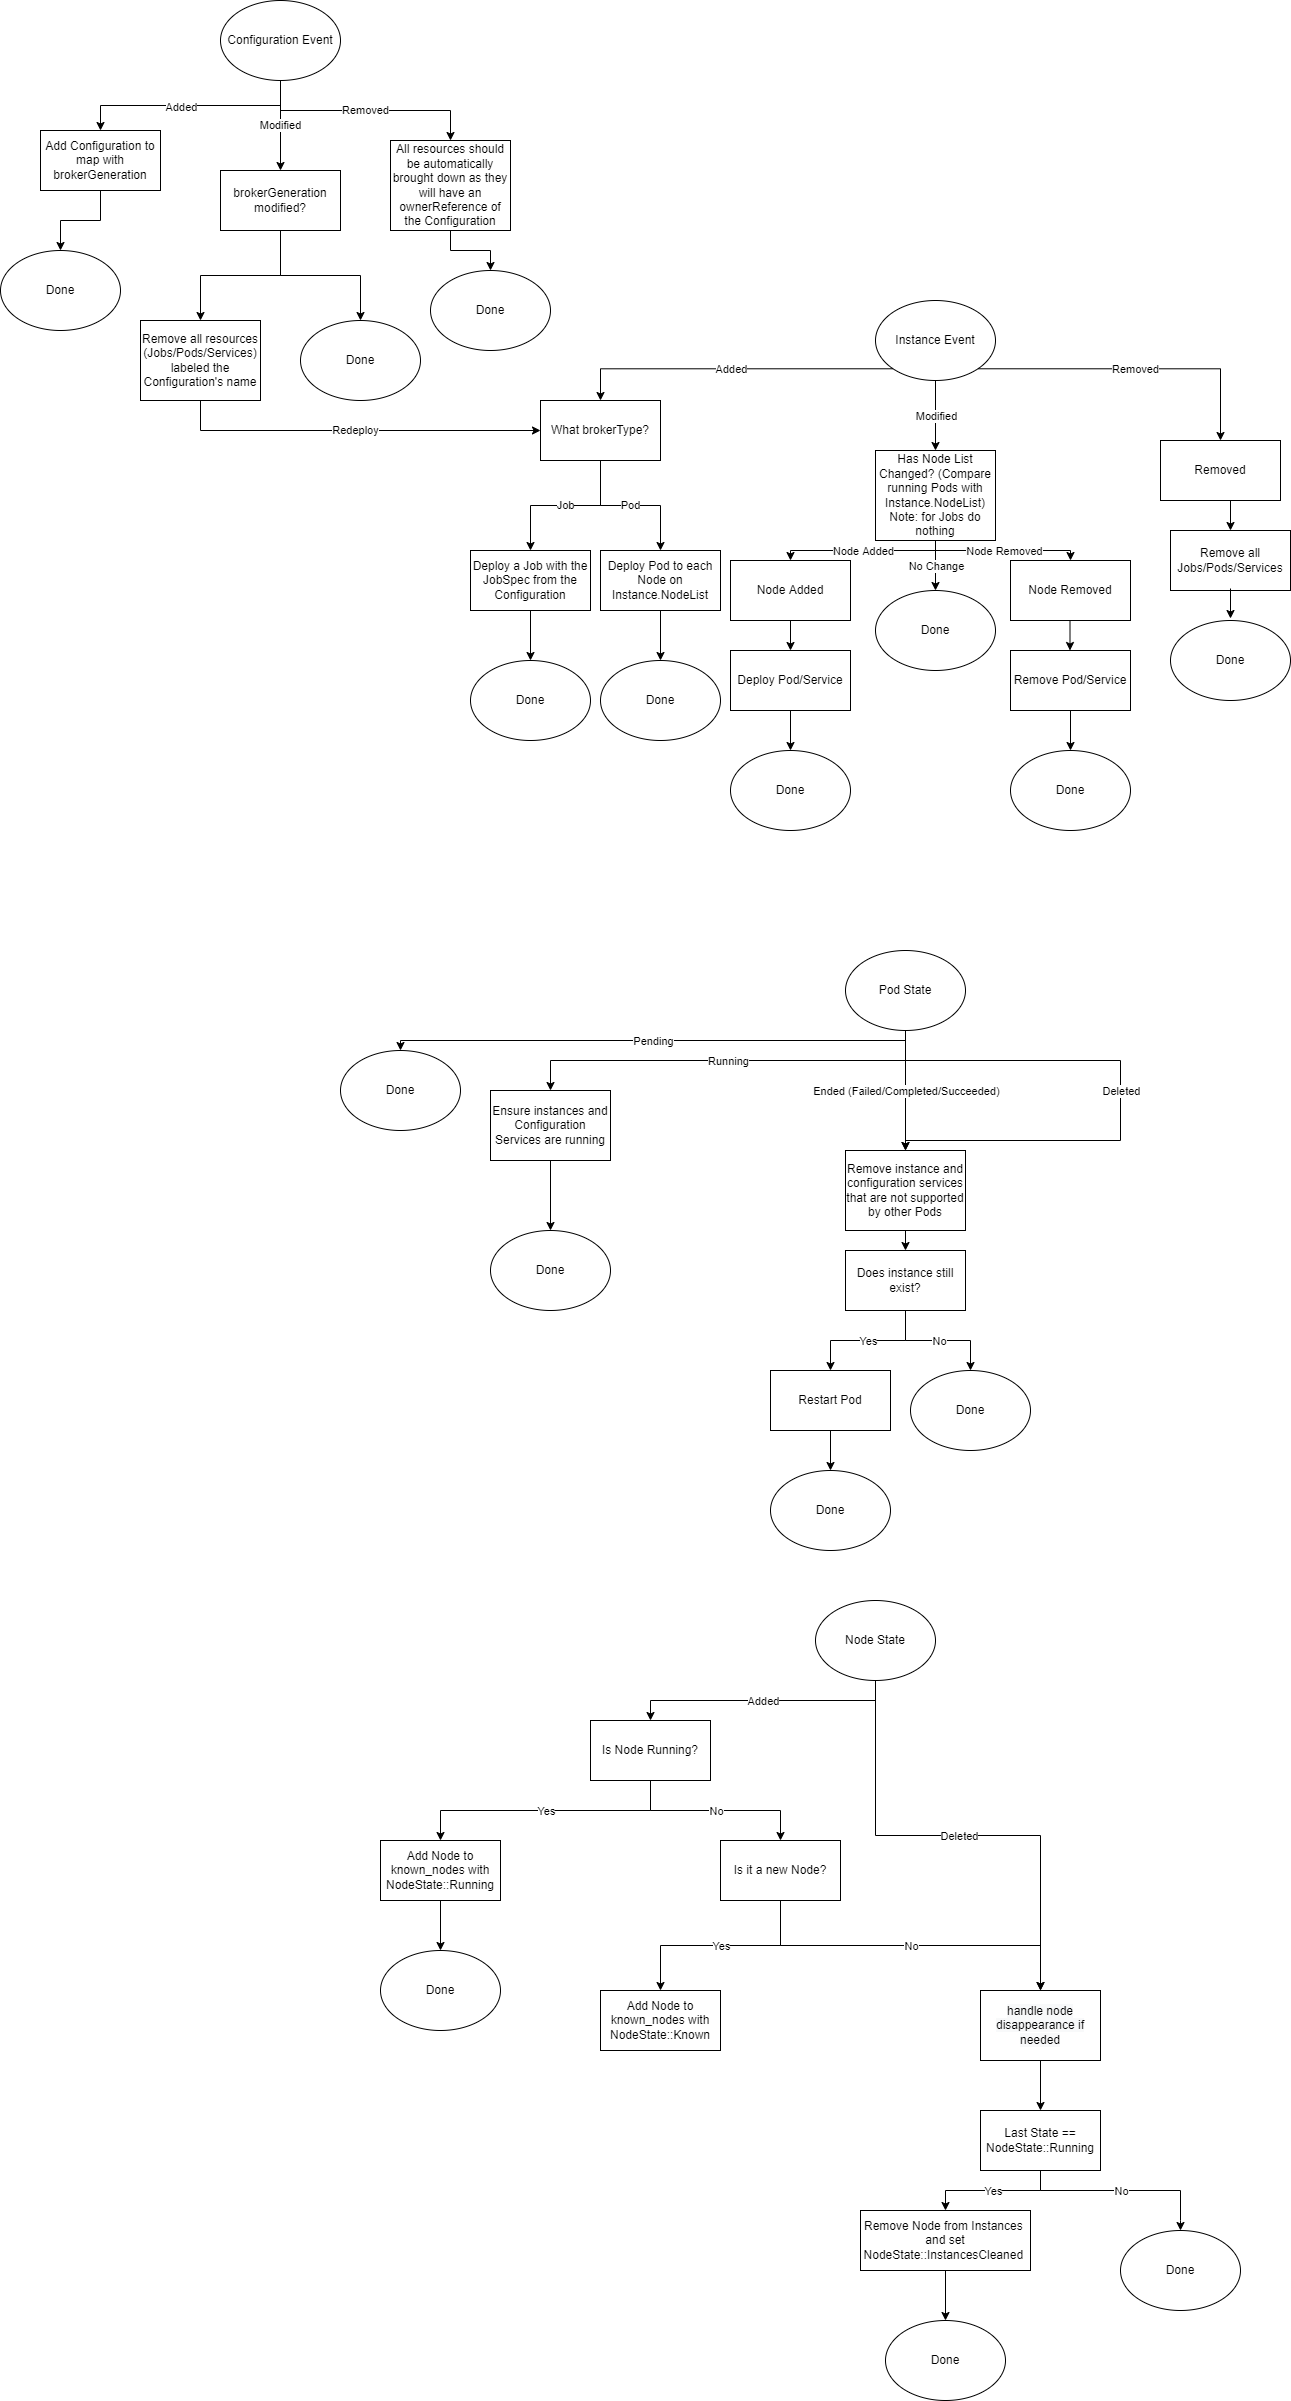 Configuration Event
Added
Modified
Removed
Add Configuration to
map with
brokerGeneration
brokerGeneration
modified?
All resources should
be automatically
brought down as they
will have an
ownerReference of
the Configuration
Done
Done
Remove all resources
(Jobs/Pods/Services)
labeled the
Configuration's name
Done
Redeploy
Instance Event
Added
Modified
Removed
What brokerType?
Job
Pod
Deploy a Job with the
JobSpec from the
Configuration
Deploy Pod to each
Node on
Instance.NodeList
Done
Done
Has Node List
Changed? (Compare
running Pods with
Instance.NodeList)
Note: for Jobs do
nothing
Node Added
No Change
Node Removed
Node Added
Done
Node Removed
Deploy Pod/Service
Remove Pod/Service
Done
Done
Removed
Remove all
Jobs/Pods/Services
Done
Pod State
Pending
Running
Ended (Failed/Completed/Succeeded)
Deleted
Done
Ensure instances and
Configuration
Services are running
Done
Remove instance and
configuration services
that are not supported
by other Pods
Does instance still
exist?
Yes
No
Restart Pod
Done
Done
Node State
Added
Is Node Running?
Yes
No
Deleted
Add Node to
known_nodes with
NodeState::Running
Is it a new Node?
Done
Yes
No
Add Node to
known_nodes with
NodeState::Known
handle node
disappearance if
needed
Last State ==
NodeState::Running
Yes
No
Remove Node from Instances
and set
NodeState::InstancesCleaned
Done
Done